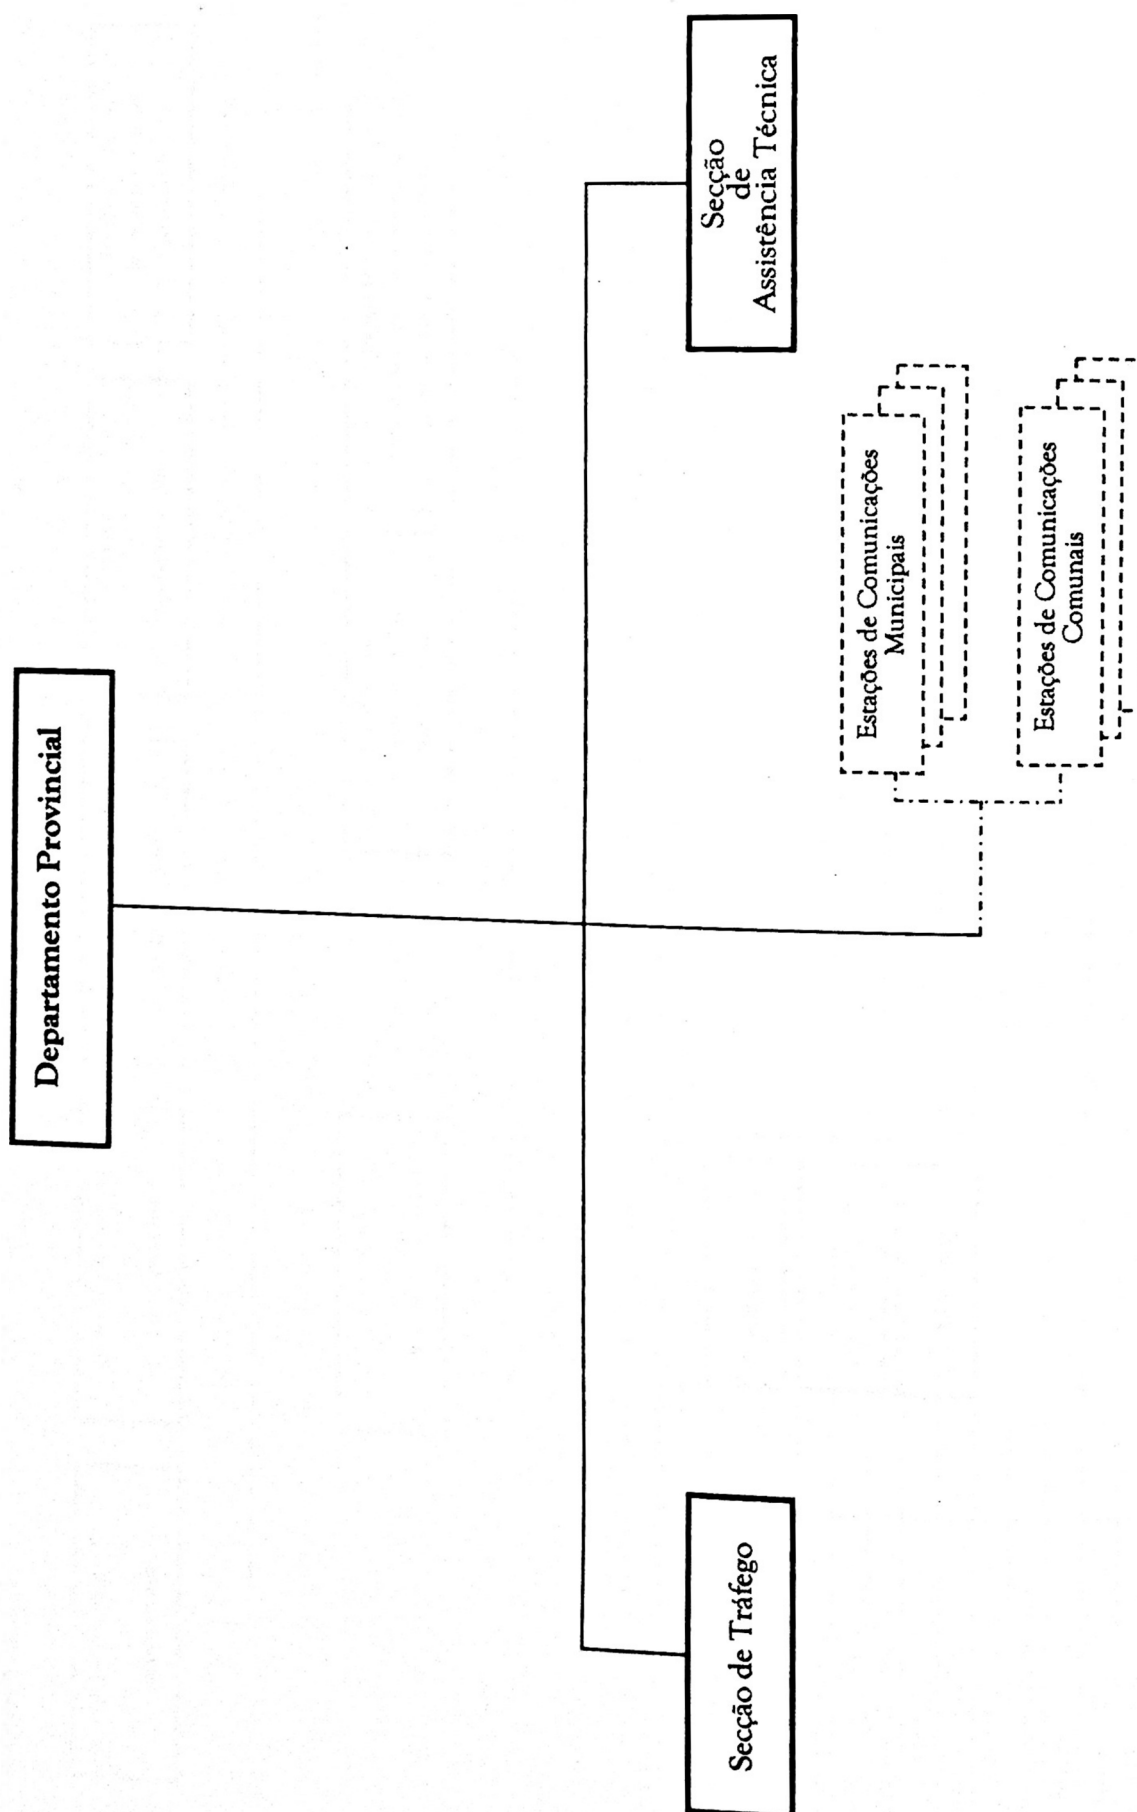 Departamento Provincial
Secção de Tráfego
Secção
de
Assistência Técnica
Estações de Comunicações
Municipais
Estações de Comunicações
Comunais